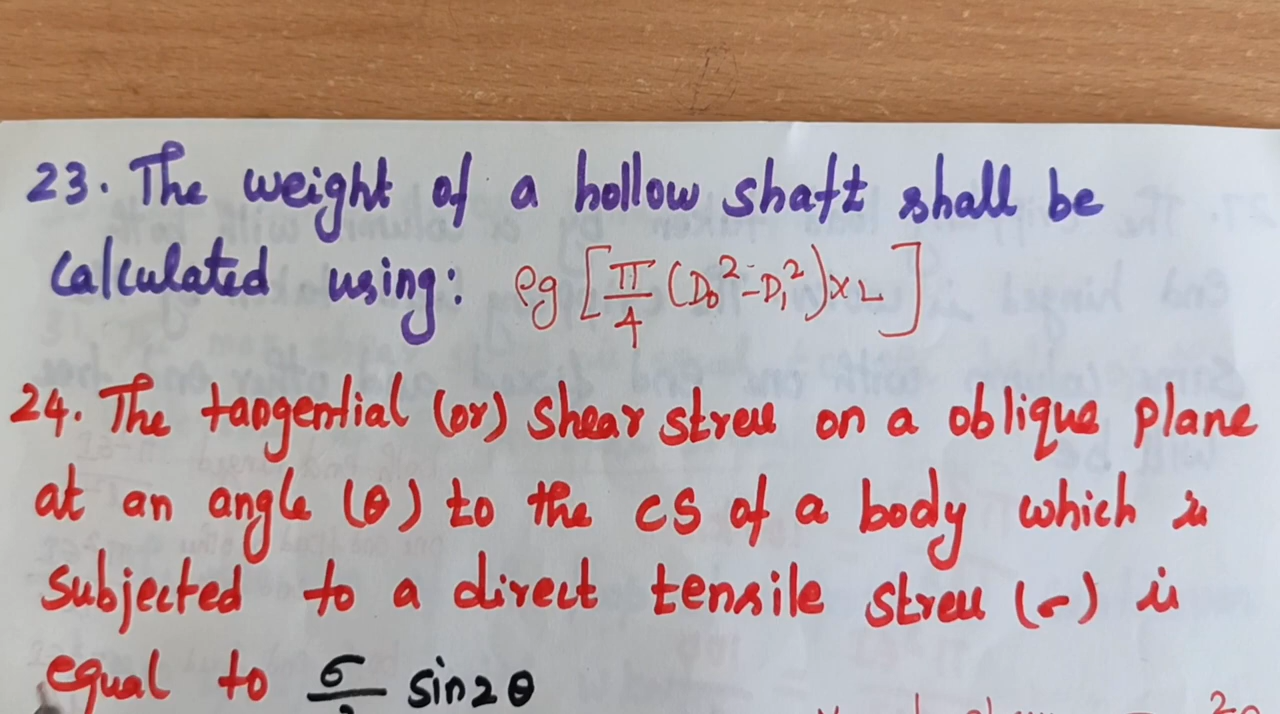 23. The weight of a hollow shaft shall be
calculated using: ρg [π/4 (D₀²-D₁²)×L]
24. The tangential (or) shear stress on a oblique plane
at an angle (θ) to the CS of a body which is
subjected to a direct tensile stress (σ) is
equal to σ/2 sin2θ